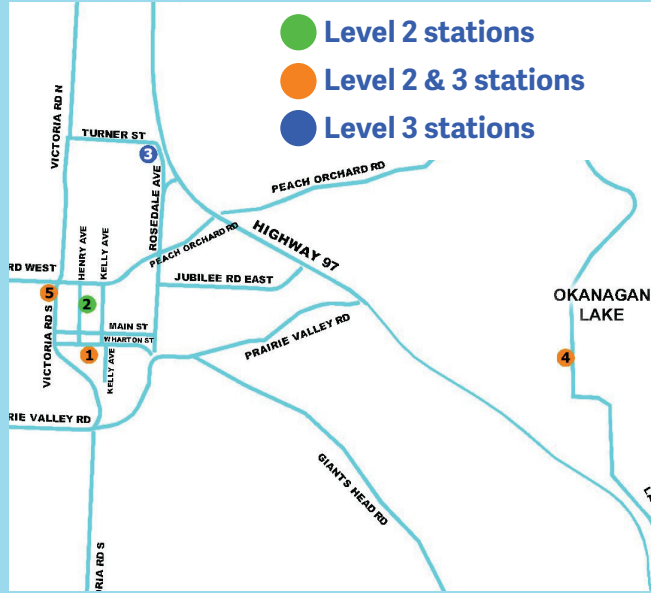 Level 2 stations
Level 2 & 3 stations
Level 3 stations
VICTORIA RD N
TURNER ST
3
ROSEDALE AVE
PEACH ORCHARD RD
HENRY AVE
KELLY AVE
PEACH ORCHARD RD
HIGHWAY 97
RD WEST
JUBILEE RD EAST
5
2
OKANAGAN
LAKE
VICTORIA RD S
MAIN ST
WHARTON ST
1
KELLY AVE
PRAIRIE VALLEY RD
4
RIE VALLEY RD
GIANTS HEAD RD
RIA RD S